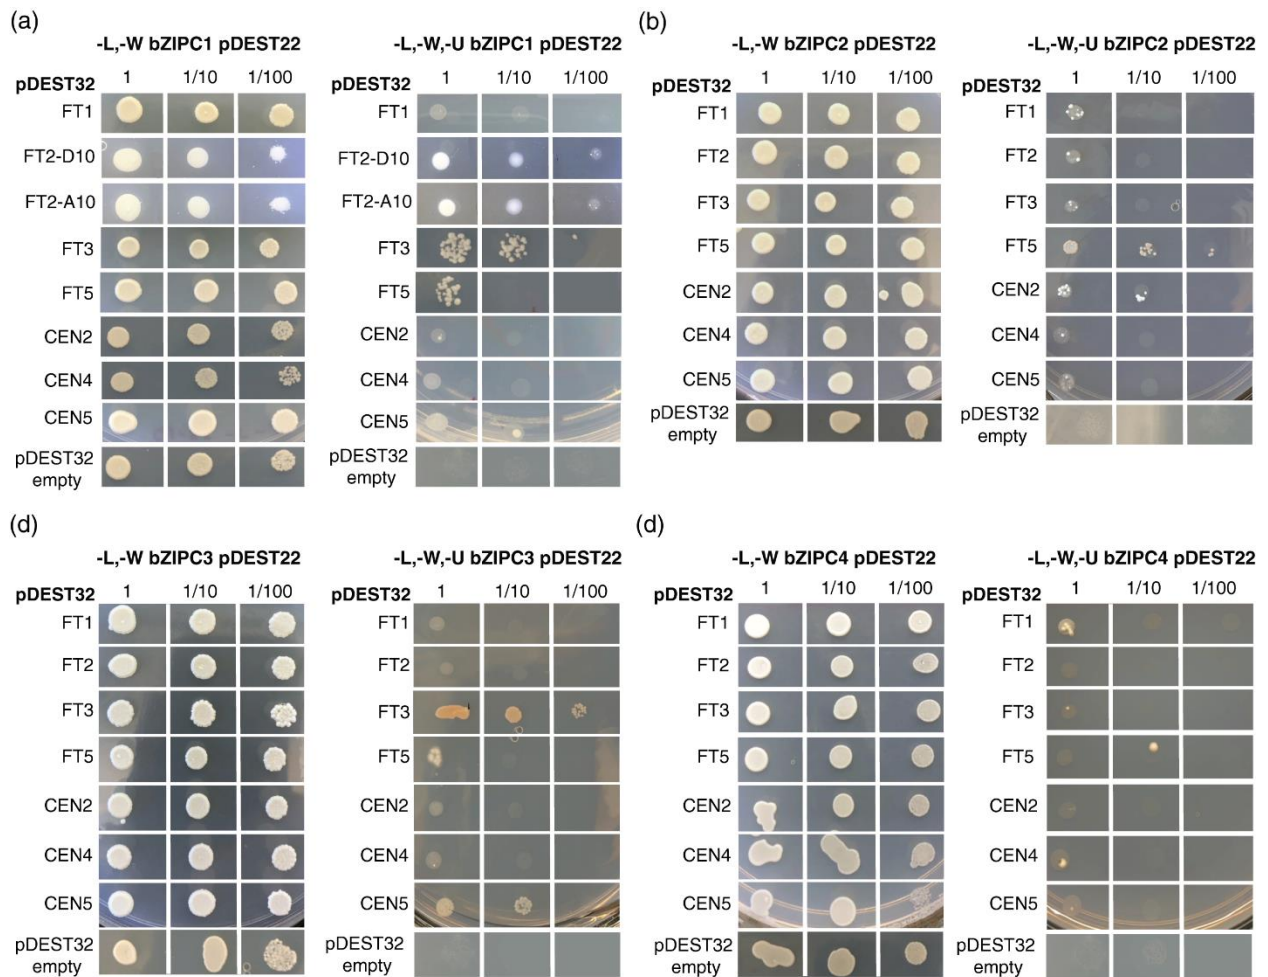 (a)
-L,-W bZIPC1 pDEST22
-L,-W,-U bZIPC1 pDEST22
pDEST32 1 1/10 1/100
pDEST32 1 1/10 1/100
FT1 FT1
FT2-D10 FT2-D10
FT2-A10 FT2-A10
FT3 FT3
FT5 FT5
CEN2 CEN2
CEN4 CEN4
CEN5 CEN5
pDEST32 pDEST32
empty empty
(b)
-L,-W bZIPC2 pDEST22
-L,-W,-U bZIPC2 pDEST22
pDEST32 1 1/10 1/100
pDEST32 1 1/10 1/100
FT1 FT1
FT2 FT2
FT3 FT3
FT5 FT5
CEN2 CEN2
CEN4 CEN4
CEN5 CEN5
pDEST32 pDEST32
empty empty
(d)
-L,-W bZIPC3 pDEST22
-L,-W,-U bZIPC3 pDEST22
pDEST32 1 1/10 1/100
pDEST32 1 1/10 1/100
FT1 FT1
FT2 FT2
FT3 FT3
FT5 FT5
CEN2 CEN2
CEN4 CEN4
CEN5 CEN5
pDEST32 pDEST32
empty empty
(d)
-L,-W bZIPC4 pDEST22
-L,-W,-U bZIPC4 pDEST22
pDEST32 1 1/10 1/100
pDEST32 1 1/10 1/100
FT1 FT1
FT2 FT2
FT3 FT3
FT5 FT5
CEN2 CEN2
CEN4 CEN4
CEN5 CEN5
pDEST32 pDEST32
empty empty